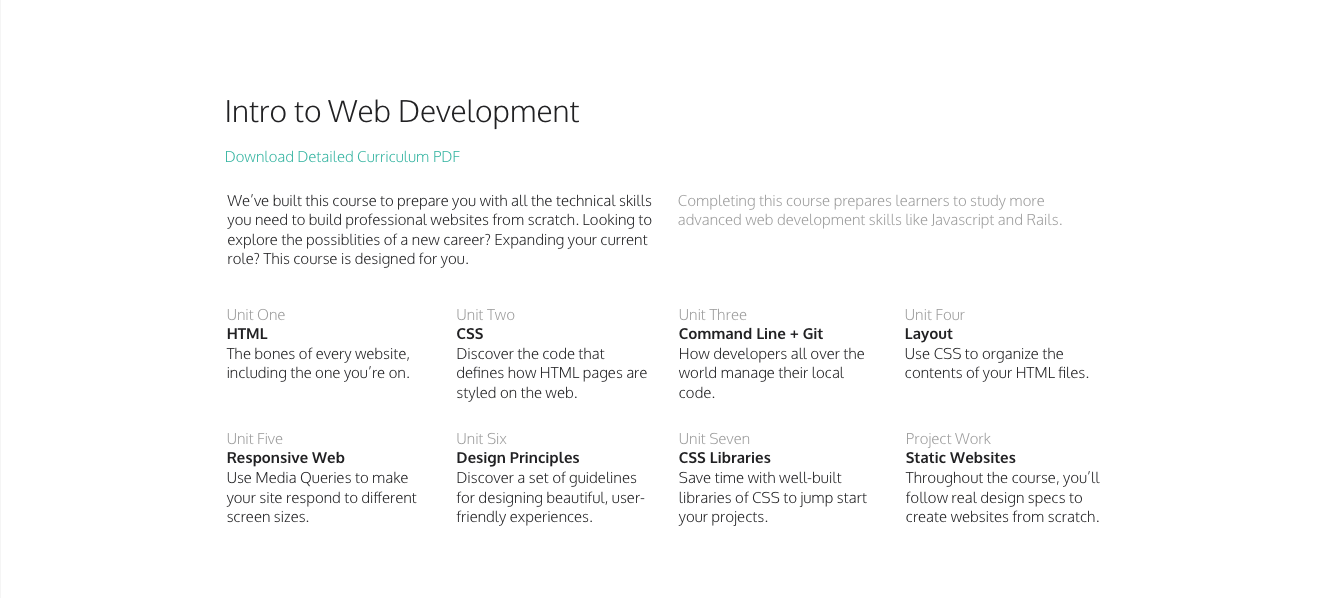 Intro to Web Development
Download Detailed Curriculum PDF
We've built this course to prepare you with all the technical skills
you need to build professional websites from scratch. Looking to
explore the possiblities of a new career? Expanding your current
role? This course is designed for you.
Completing this course prepares learners to study more
advanced web development skills like Javascript and Rails.
Unit One
HTML
The bones of every website,
including the one you're on.
Unit Two
CSS
Discover the code that
defines how HTML pages are
styled on the web.
Unit Three
Command Line + Git
How developers all over the
world manage their local
code.
Unit Four
Layout
Use CSS to organize the
contents of your HTML files.
Unit Five
Responsive Web
Use Media Queries to make
your site respond to different
screen sizes.
Unit Six
Design Principles
Discover a set of guidelines
for designing beautiful, user-
friendly experiences.
Unit Seven
CSS Libraries
Save time with well-built
libraries of CSS to jump start
your projects.
Project Work
Static Websites
Throughout the course, you'll
follow real design specs to
create websites from scratch.